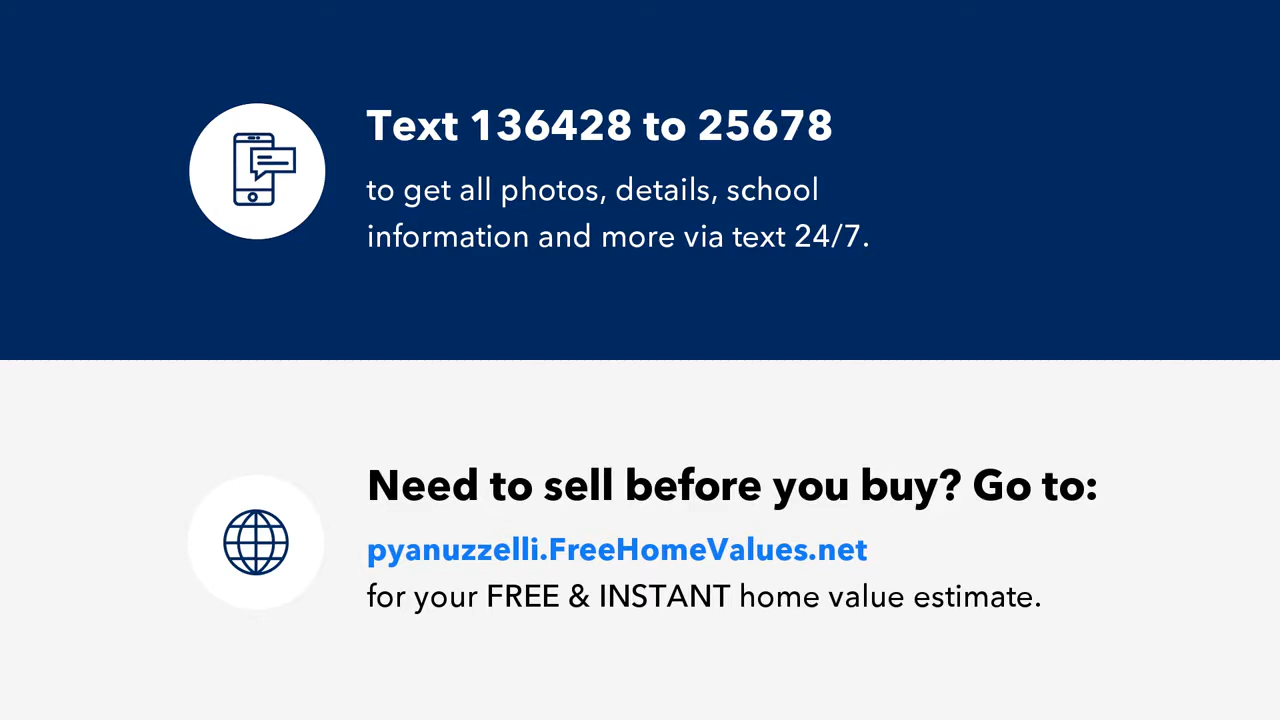 Text 136428 to 25678
to get all photos, details, school
information and more via text 24/7.
Need to sell before you buy? Go to:
pyanuzzelli.FreeHomeValues.net
for your FREE & INSTANT home value estimate.